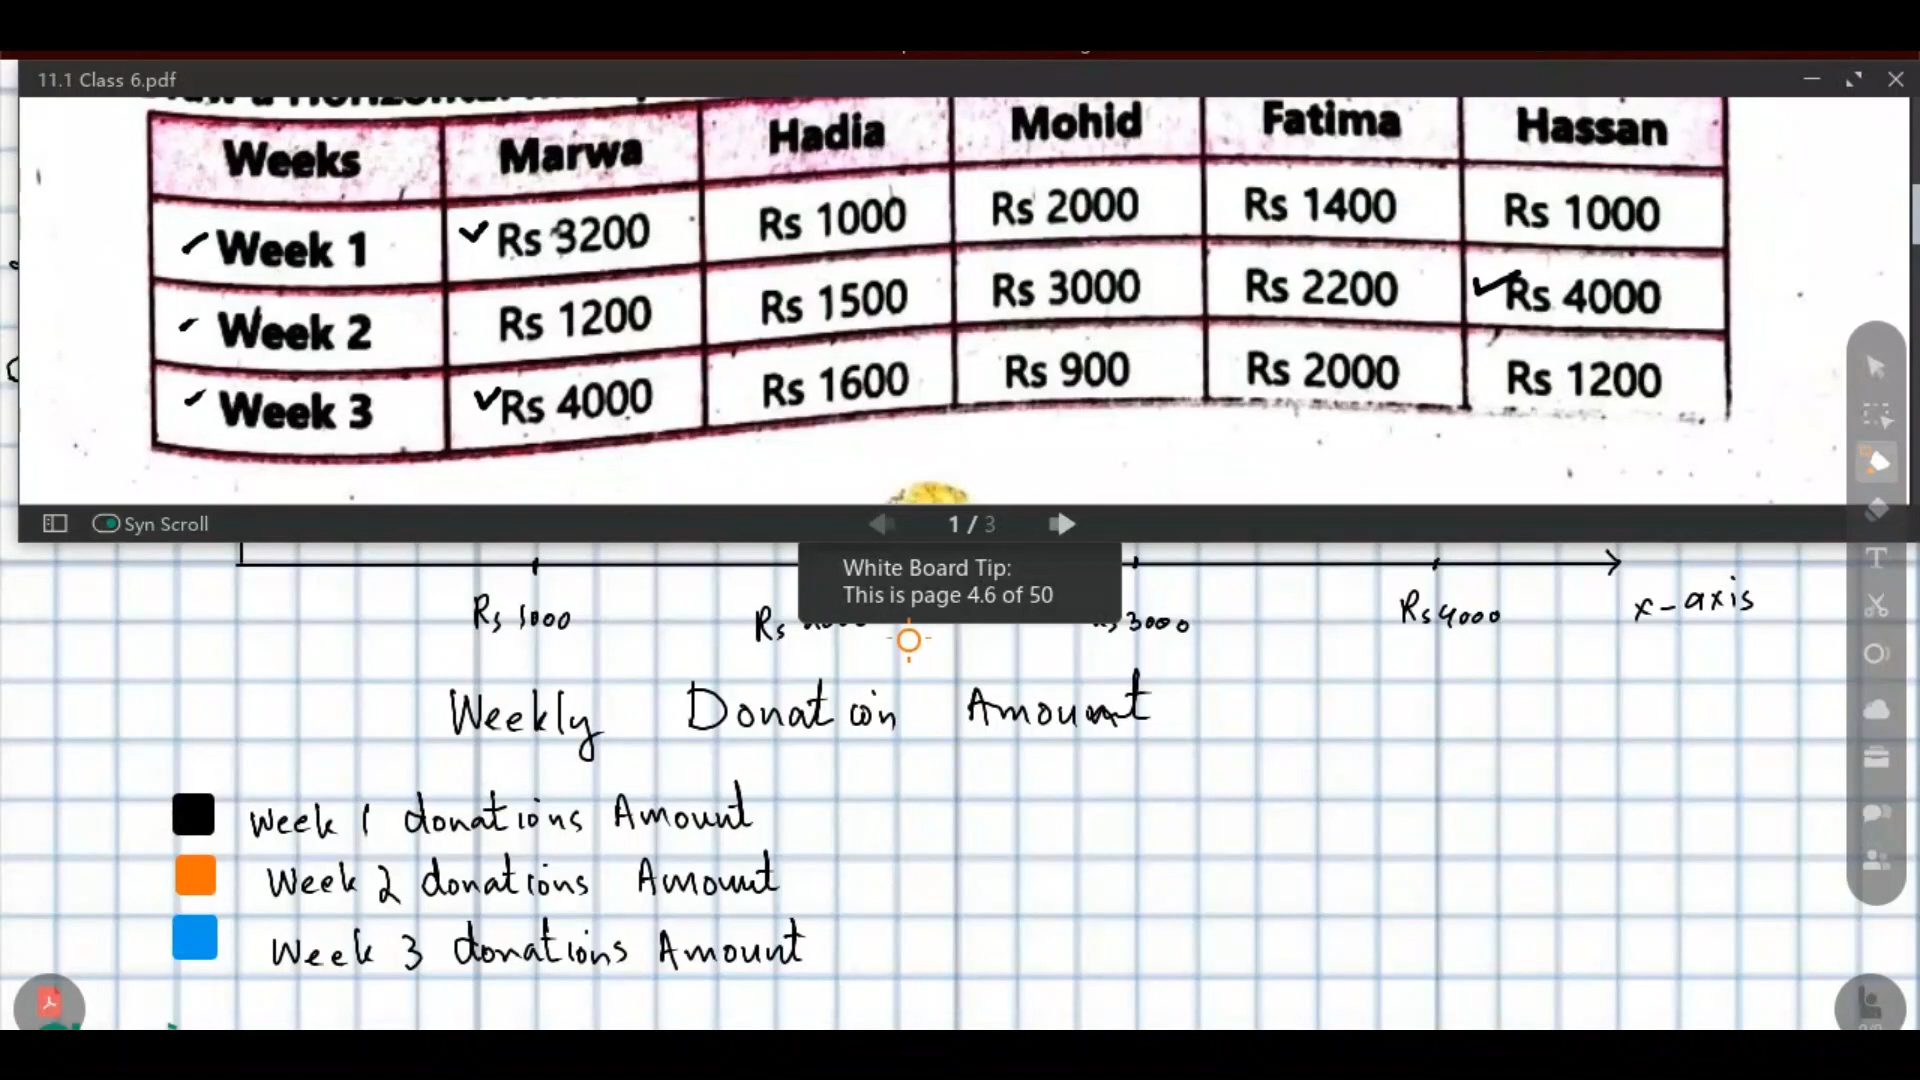 11.1 Class 6.pdf
Weeks Marwa Hadia Mohid Fatima Hassan
Week 1 Rs 3200 Rs 1000 Rs 2000 Rs 1400 Rs 1000
Week 2 Rs 1200 Rs 1500 Rs 3000 Rs 2200 Rs 4000
Week 3 Rs 4000 Rs 1600 Rs 900 Rs 2000 Rs 1200
Syn Scroll 1 / 3
White Board Tip:
This is page 4.6 of 50
Rs 1000 Rs 3000 Rs 4000 x-axis
Weekly Donation Amount
Week 1 donations Amount
Week 2 donations Amount
Week 3 donations Amount